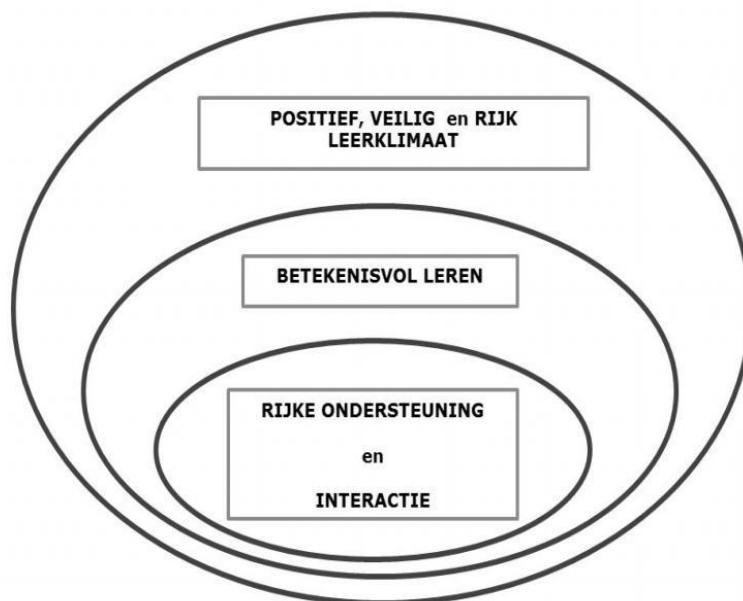 POSITIEF, VEILIG en RIJK
LEERKLIMAAT
BETEKENISVOL LEREN
RIJKE ONDERSTEUNING
en
INTERACTIE